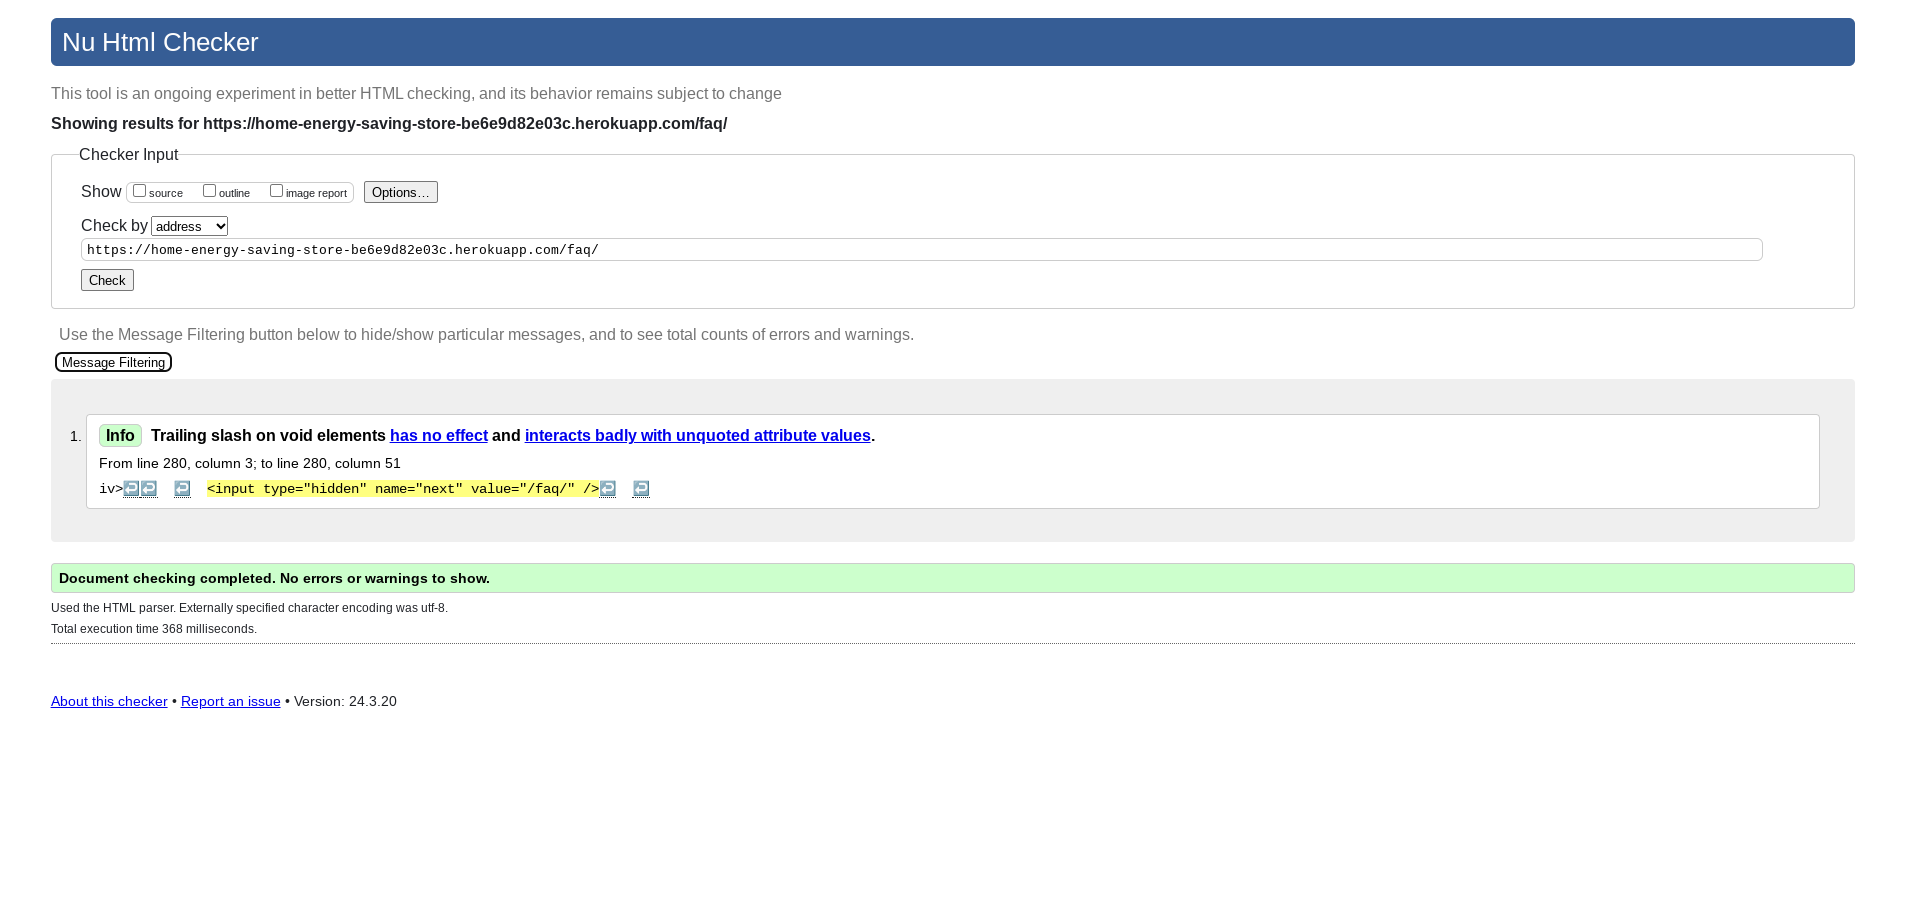 Nu Html Checker
This tool is an ongoing experiment in better HTML checking, and its behavior remains subject to change
Showing results for https://home-energy-saving-store-be6e9d82e03c.herokuapp.com/faq/
Checker Input
Show source outline image report Options…
Check by address
https://home-energy-saving-store-be6e9d82e03c.herokuapp.com/faq/
Check
Use the Message Filtering button below to hide/show particular messages, and to see total counts of errors and warnings.
Message Filtering
1. Info Trailing slash on void elements has no effect and interacts badly with unquoted attribute values.
From line 280, column 3; to line 280, column 51
iv>↩↩  ↩  <input type="hidden" name="next" value="/faq/" />↩  ↩
Document checking completed. No errors or warnings to show.
Used the HTML parser. Externally specified character encoding was utf-8.
Total execution time 368 milliseconds.
About this checker • Report an issue • Version: 24.3.20